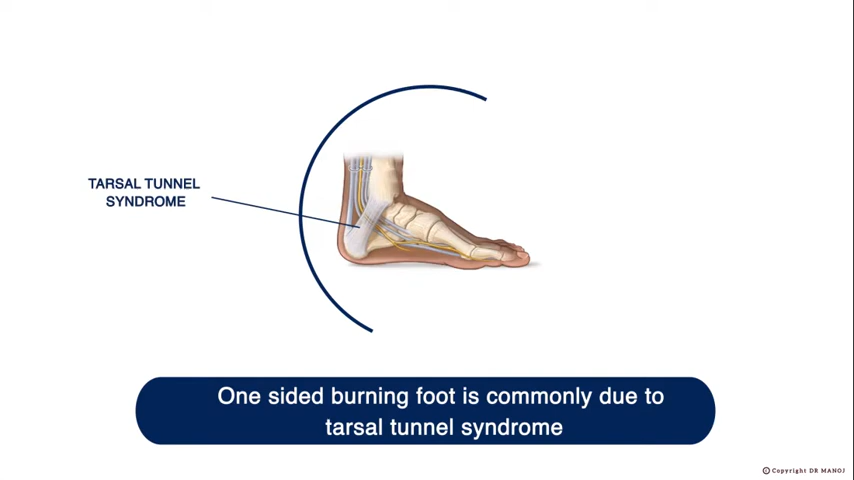 TARSAL TUNNEL
SYNDROME
One sided burning foot is commonly due to
tarsal tunnel syndrome
© Copyright DR MANOJ